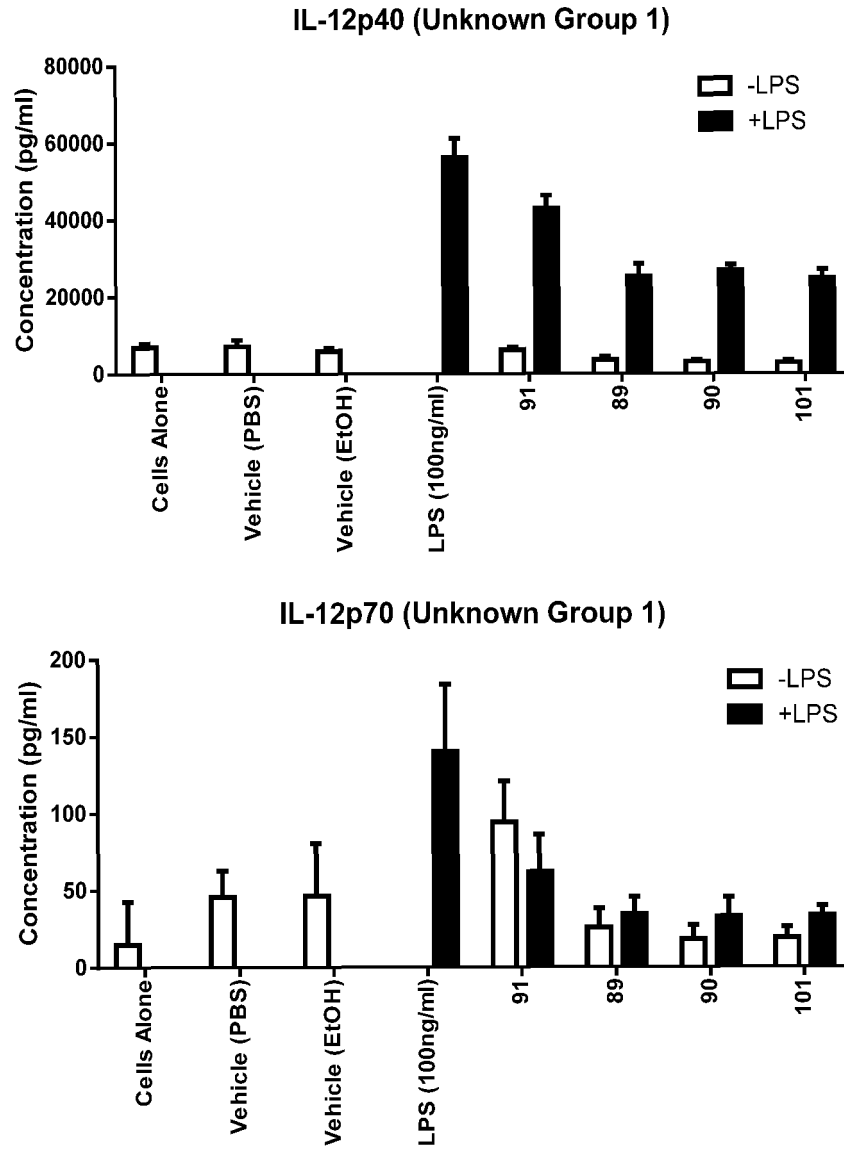 IL-12p40 (Unknown Group 1)
80000
60000
40000
20000
0
Concentration (pg/ml)
-LPS
+LPS
Cells Alone
Vehicle (PBS)
Vehicle (EtOH)
LPS (100ng/ml)
91
89
90
101
IL-12p70 (Unknown Group 1)
200
150
100
50
0
Concentration (pg/ml)
-LPS
+LPS
Cells Alone
Vehicle (PBS)
Vehicle (EtOH)
LPS (100ng/ml)
91
89
90
101